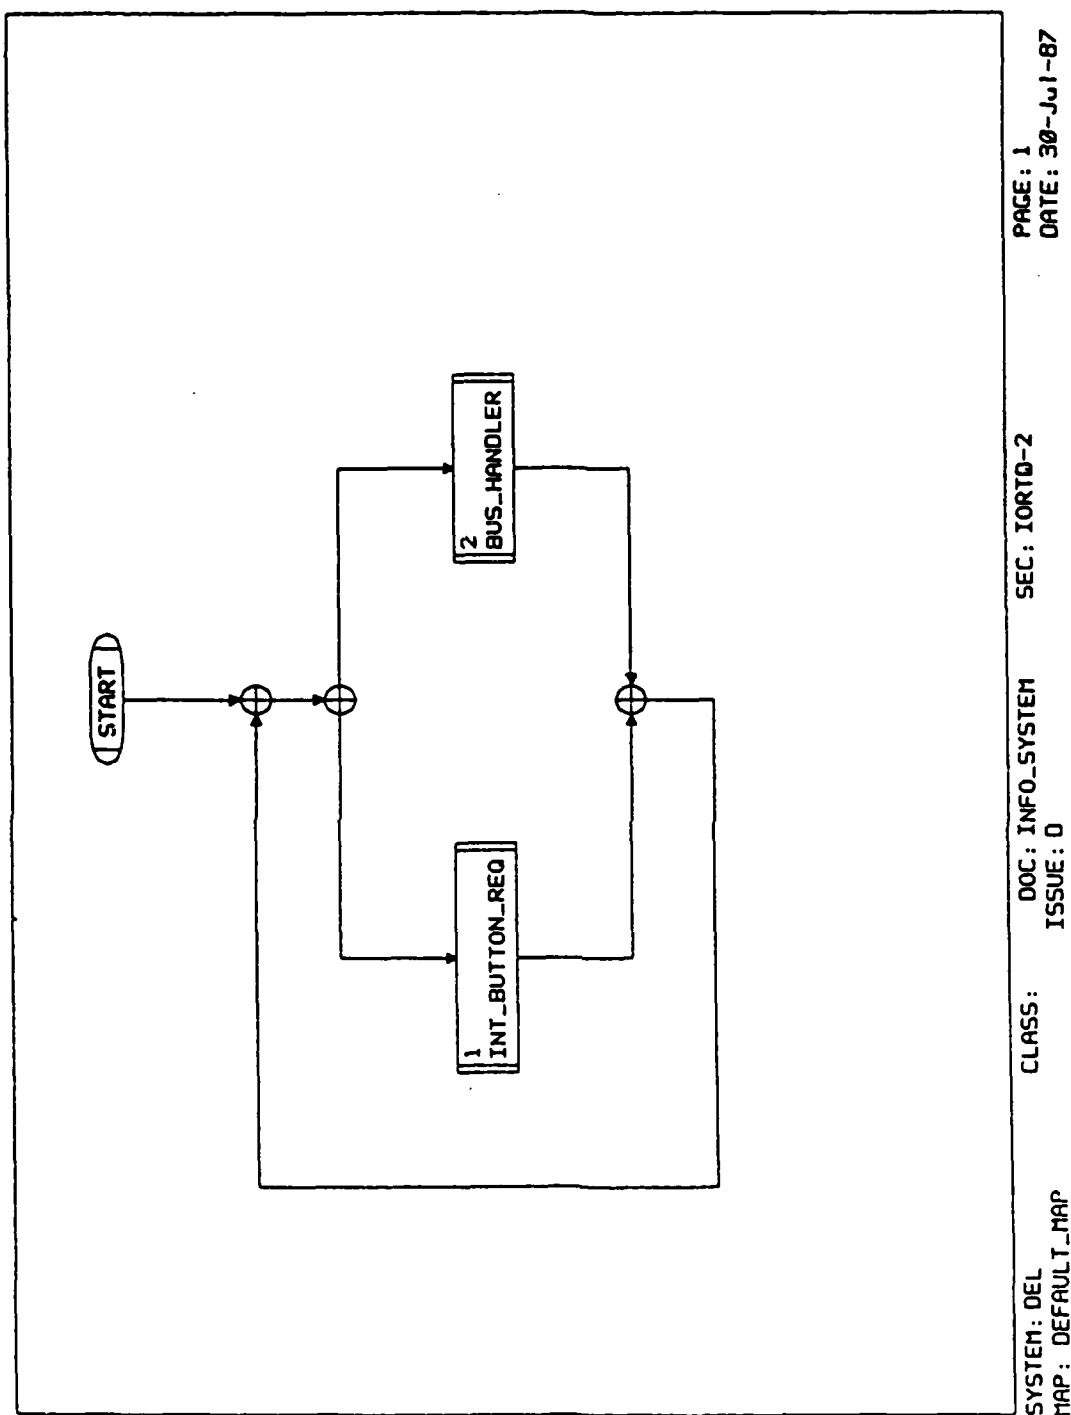 START
1
INT_BUTTON_REQ
2
BUS_HANDLER
SYSTEM: DEL
MAP: DEFAULT_MAP
CLASS:
DOC: INFO_SYSTEM
ISSUE: D
SEC: IORTD-2
PAGE: 1
DATE: 30-Jul-87